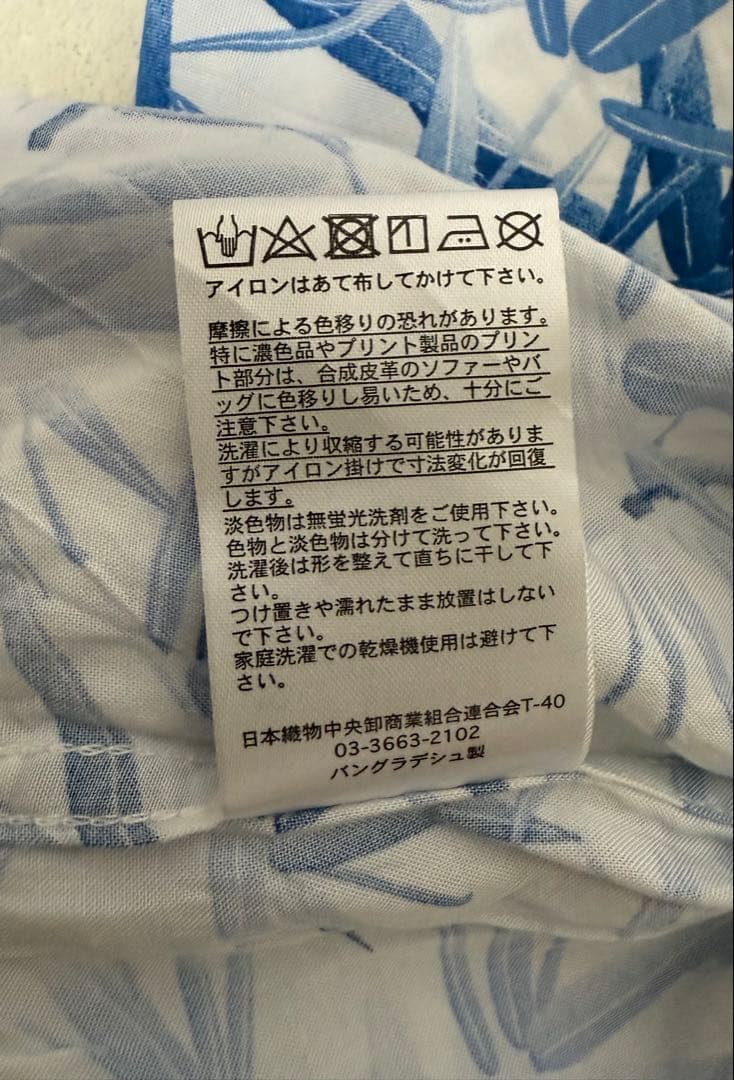 アイロンはあて布してかけて下さい。
摩擦による色移りの恐れがあります。
特に濃色品やプリント製品のプリン
ト部分は、合成皮革のソファーやバ
ッグに色移りし易いため、十分にご
注意下さい。
洗濯により収縮する可能性がありま
すがアイロン掛けで寸法変化が回復
します。
淡色物は無蛍光洗剤をご使用下さい。
色物と淡色物は分けて洗って下さい。
洗濯後は形を整えて直ちに干して下
さい。
つけ置きや濡れたまま放置はしない
で下さい。
家庭洗濯での乾燥機使用は避けて下
さい。
日本織物中央卸商業組合連合会T-40
03-3663-2102
バングラデシュ製